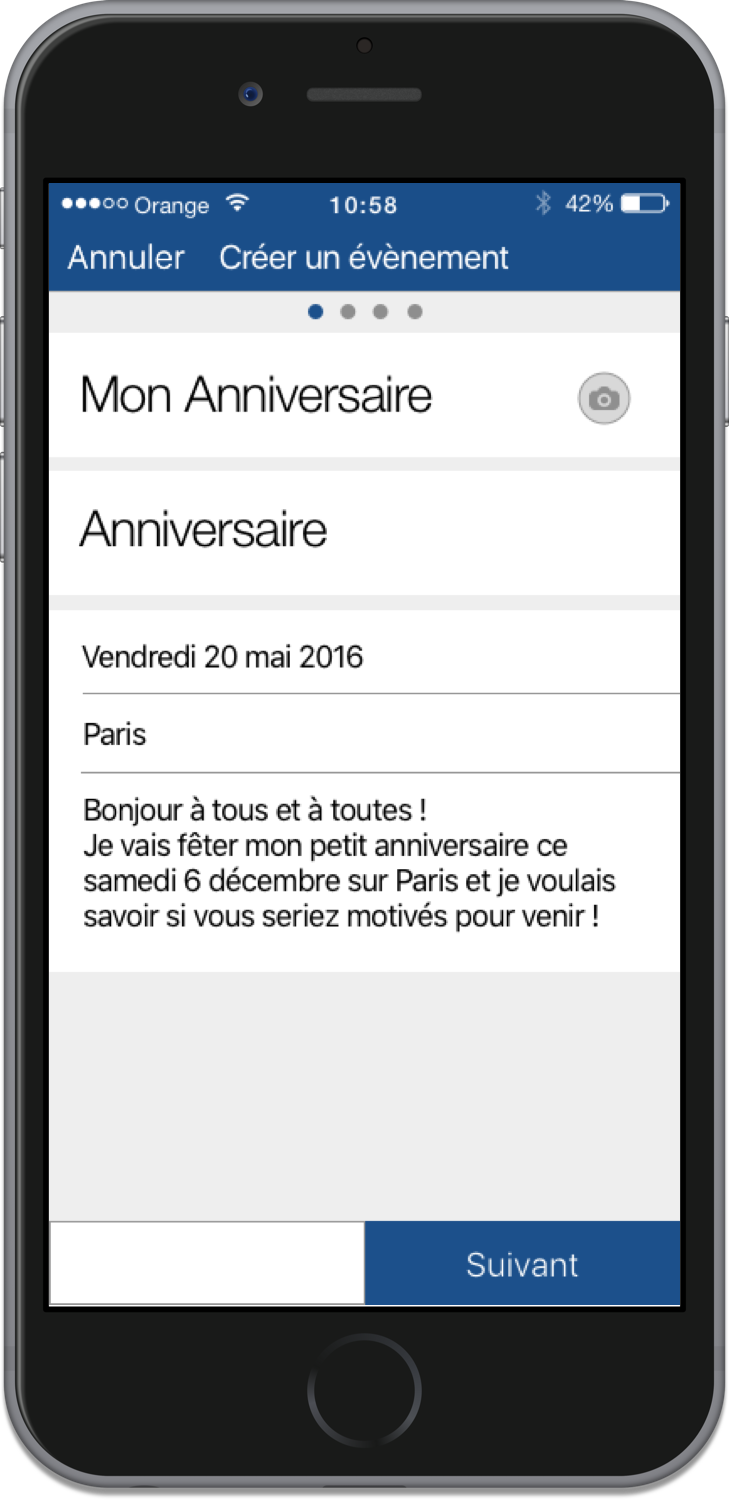 Orange 10:58 42%
Annuler Créer un évènement
Mon Anniversaire
Anniversaire
Vendredi 20 mai 2016
Paris
Bonjour à tous et à toutes !
Je vais fêter mon petit anniversaire ce
samedi 6 décembre sur Paris et je voulais
savoir si vous seriez motivés pour venir !
Suivant